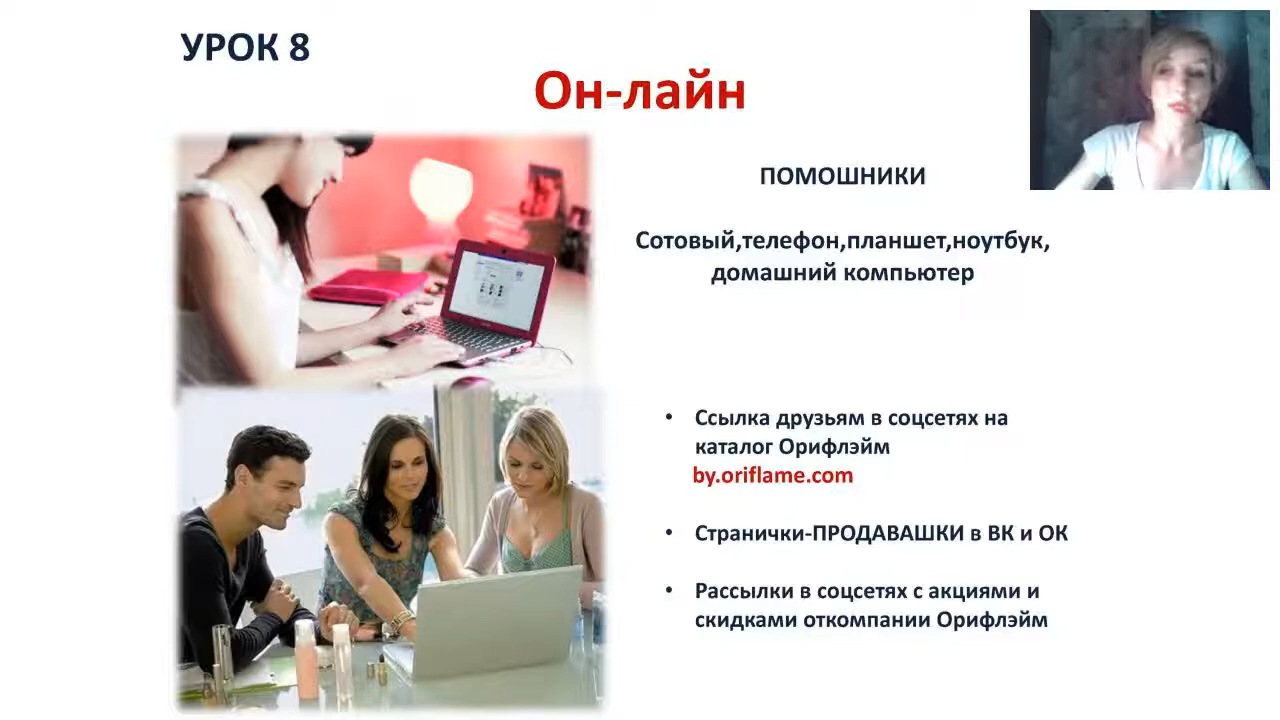 УРОК 8
Он-лайн
ПОМОШНИКИ
Сотовый,телефон,планшет,ноутбук,
домашний компьютер
• Ссылка друзьям в соцсетях на
каталог Орифлэйм
by.oriflame.com
• Странички-ПРОДАВАШКИ в ВК и ОК
• Рассылки в соцсетях с акциями и
скидками откомпании Орифлэйм